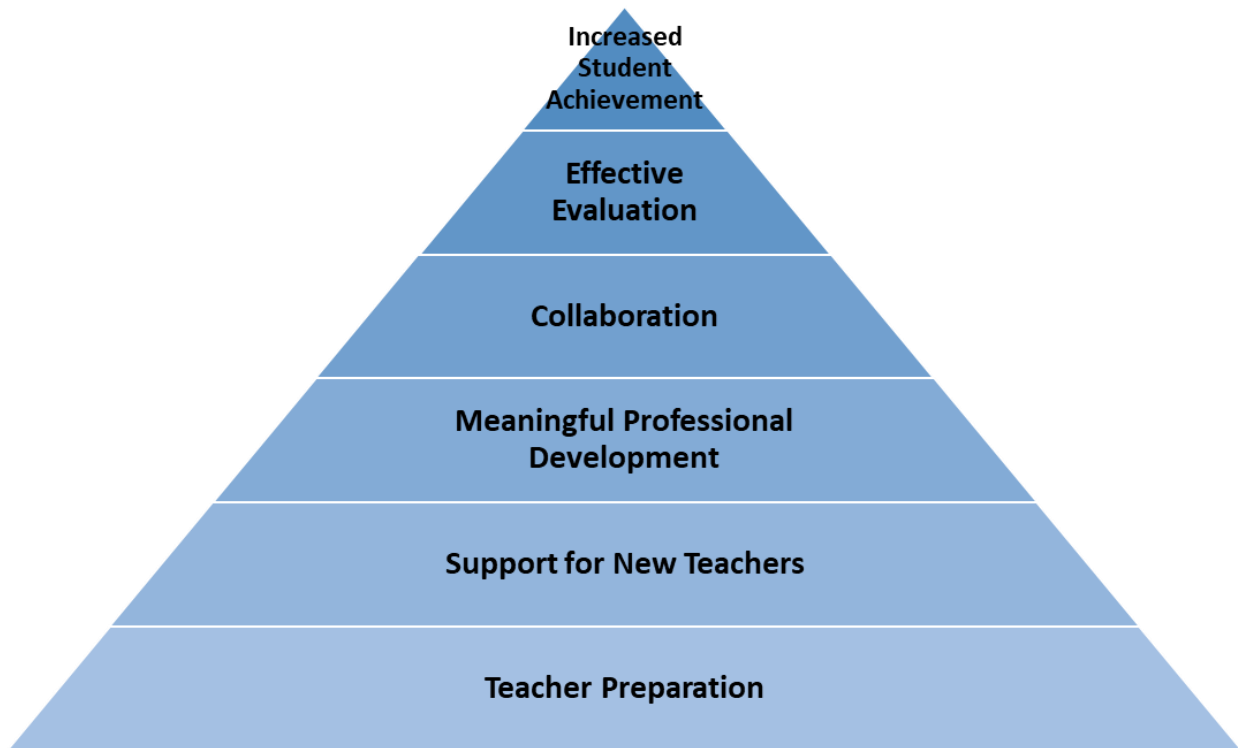 Increased
Student
Achievement
Effective
Evaluation
Collaboration
Meaningful Professional
Development
Support for New Teachers
Teacher Preparation